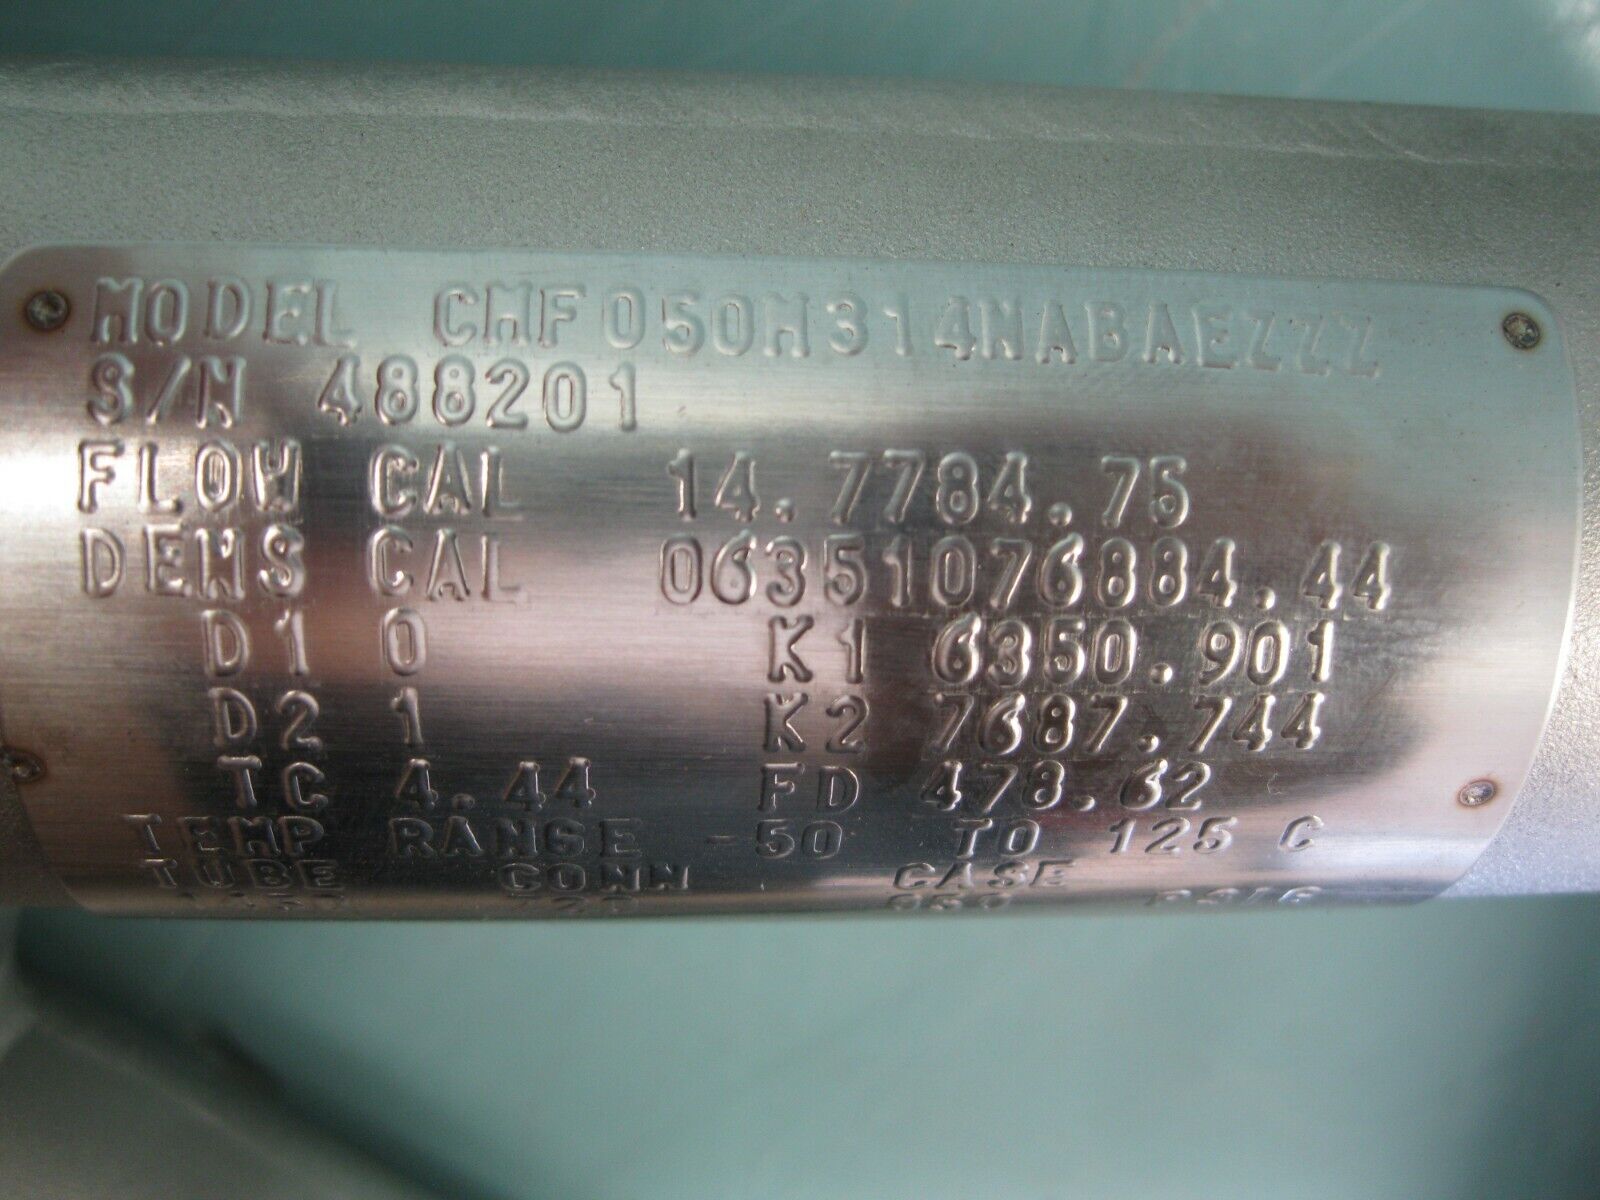 MODEL CMF050M314NABAEZZZ
S/N 488201
FLOW CAL 14.7784.75
DENS CAL 06351076884.44
D1 0 K1 6350.901
D2 1 K2 7687.744
TC 4.44 FD 478.62
TEMP RANGE -50 TO 125 C
TUBE CONN CASE